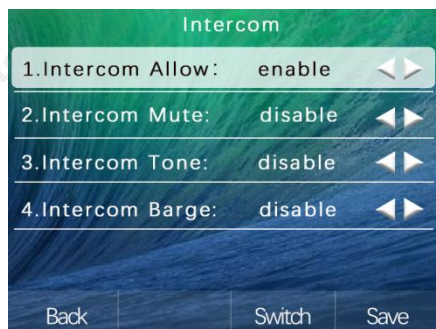 Intercom
1.Intercom Allow: enable
2.Intercom Mute: disable
3.Intercom Tone: disable
4.Intercom Barge: disable
Back Switch Save